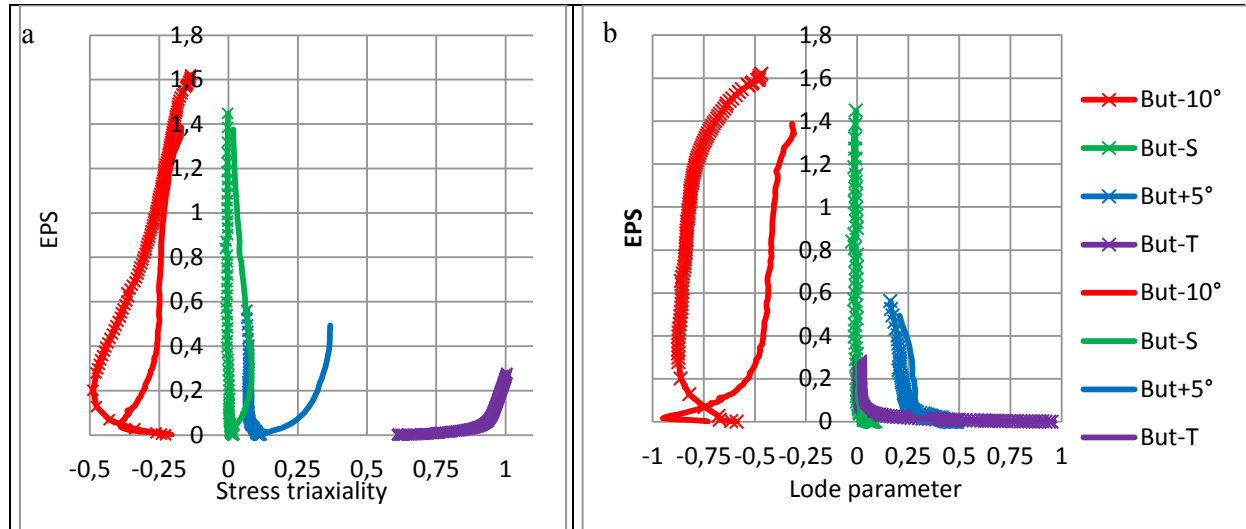 a
1,8
1,6
1,4
1,2
1
0,8
0,6
0,4
0,2
0
EPS
-0,5 -0,25 0 0,25 0,5 0,75 1
Stress triaxiality
b
1,8
1,6
1,4
1,2
1
0,8
0,6
0,4
0,2
0
EPS
-1 -0,75 -0,5 -0,25 0 0,25 0,5 0,75 1
Lode parameter
But-10°
But-S
But+5°
But-T
But-10°
But-S
But+5°
But-T